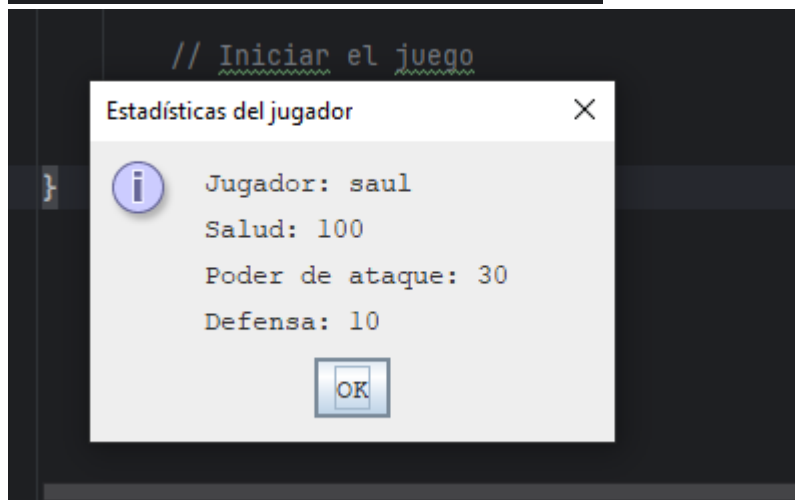 // Iniciar el juego
Estadísticas del jugador
}
i
Jugador: saul
Salud: 100
Poder de ataque: 30
Defensa: 10
OK